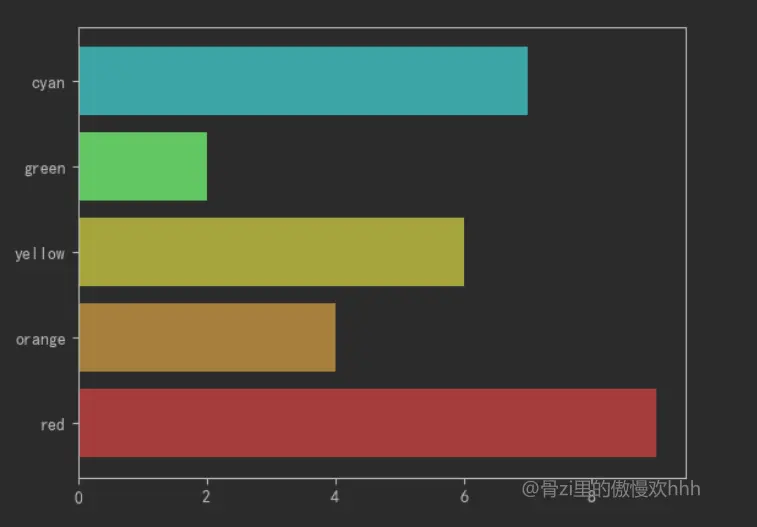 cyan
green
yellow
orange
red
0 2 4 6 8
@骨zi里的傲慢欢hhh